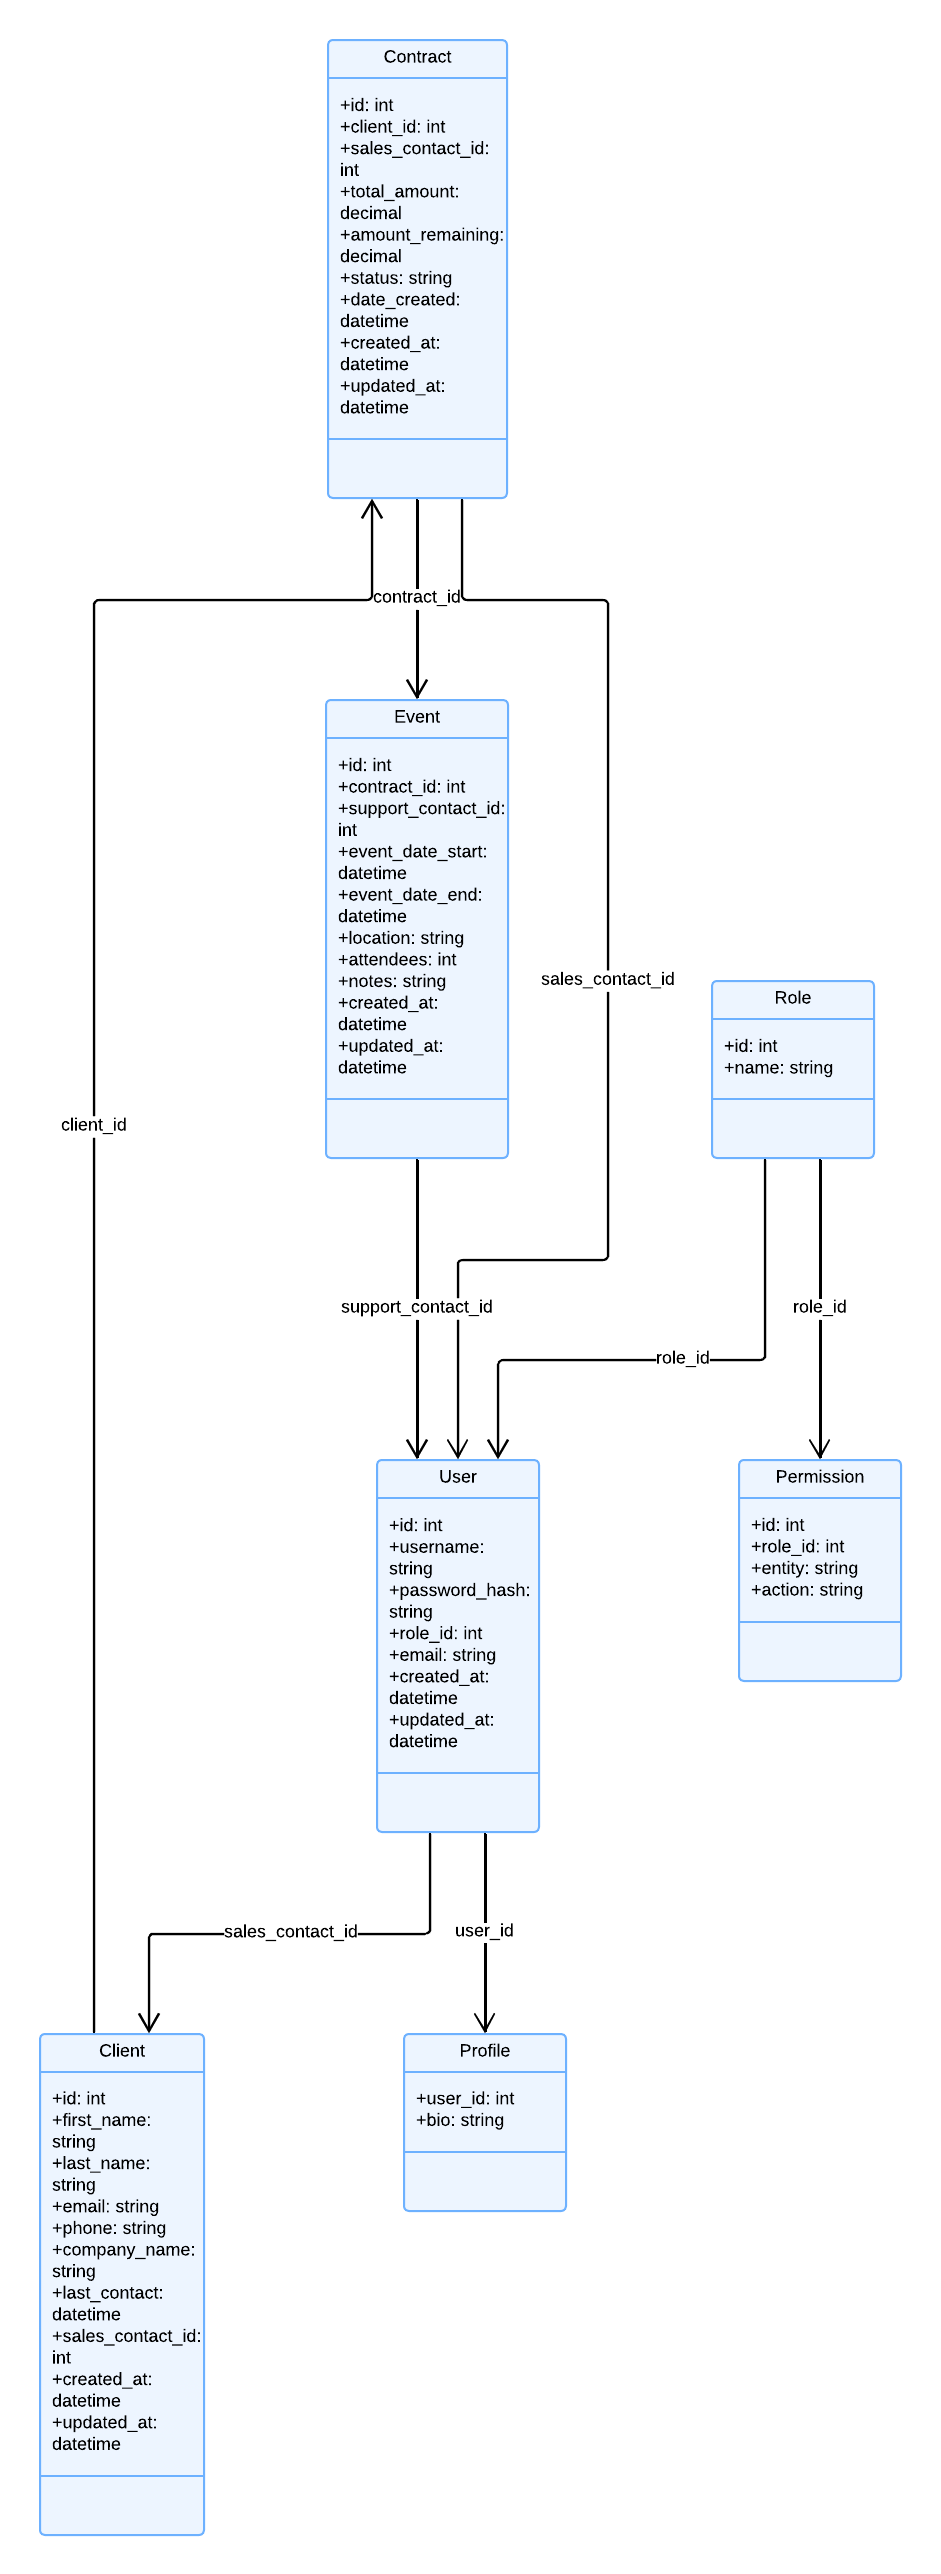 Contract
+id: int
+client_id: int
+sales_contact_id:
int
+total_amount:
decimal
+amount_remaining:
decimal
+status: string
+date_created:
datetime
+created_at:
datetime
+updated_at:
datetime
contract_id
Event
+id: int
+contract_id: int
+support_contact_id:
int
+event_date_start:
datetime
+event_date_end:
datetime
+location: string
+attendees: int
+notes: string
+created_at:
datetime
+updated_at:
datetime
sales_contact_id
Role
+id: int
+name: string
client_id
support_contact_id
role_id
role_id
User
+id: int
+username:
string
+password_hash:
string
+role_id: int
+email: string
+created_at:
datetime
+updated_at:
datetime
Permission
+id: int
+role_id: int
+entity: string
+action: string
sales_contact_id
user_id
Client
+id: int
+first_name:
string
+last_name:
string
+email: string
+phone: string
+company_name:
string
+last_contact:
datetime
+sales_contact_id:
int
+created_at:
datetime
+updated_at:
datetime
Profile
+user_id: int
+bio: string